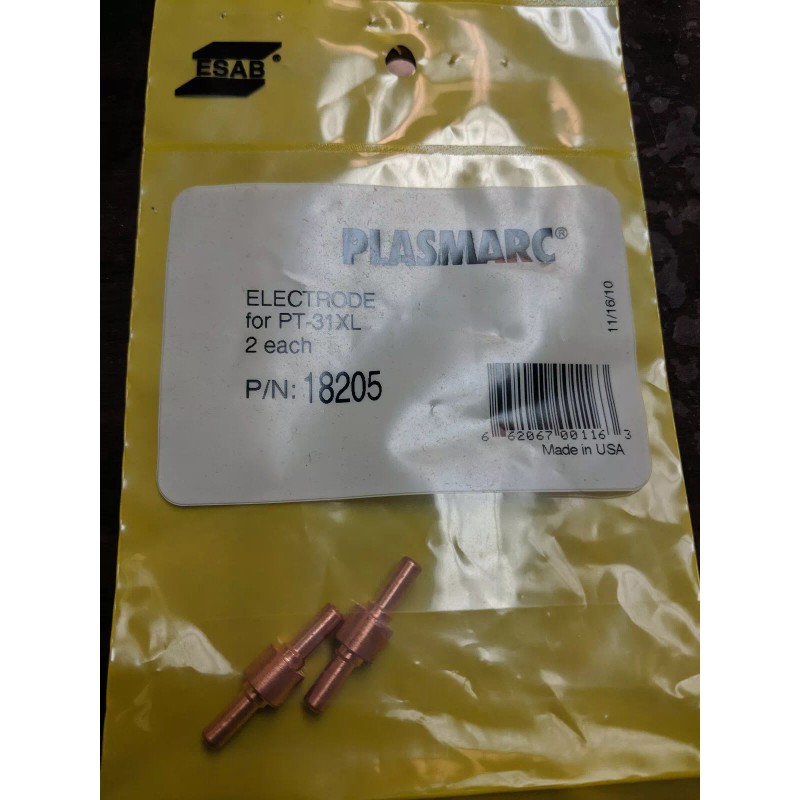 ESAB®
PLASMARC®
ELECTRODE
for PT-31XL
2 each
P/N: 18205
11/16/10
6 62067 00116 3
Made in USA